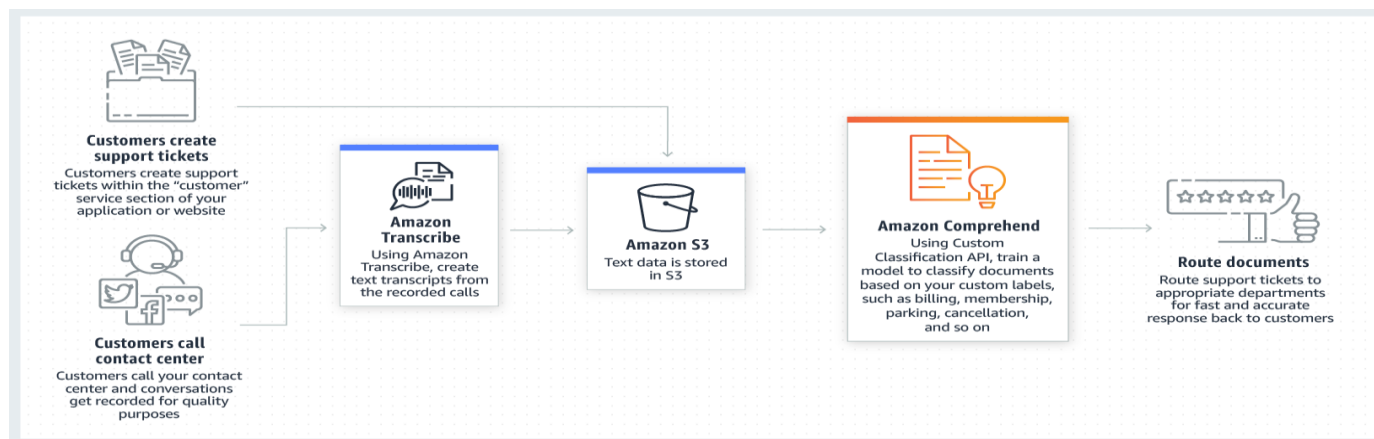 Customers create
support tickets
Customers create support
tickets within the “customer”
service section of your
application or website
Customers call
contact center
Customers call your contact
center and conversations
get recorded for quality
purposes
Amazon
Transcribe
Using Amazon
Transcribe, create
text transcripts from
the recorded calls
Amazon S3
Text data is stored
in S3
Amazon Comprehend
Using Custom
Classification API, train a
model to classify documents
based on your custom labels,
such as billing, membership,
parking, cancellation,
and so on
Route documents
Route support tickets to
appropriate departments
for fast and accurate
response back to customers